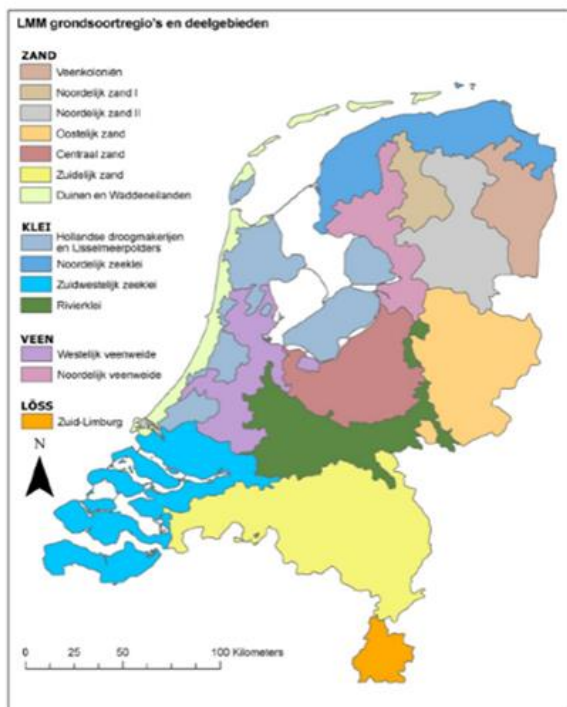 LMM grondsoortregio's en deelgebieden
ZAND
Veenkoloniën
Noordelijk zand I
Noordelijk zand II
Oostelijk zand
Centraal zand
Zuidelijk zand
Duinen en Waddeneilanden
KLEI
Hollandse droogmakerijen
en IJsselmeerpolders
Noordelijk zeeklei
Zuidwestelijk zeeklei
Rivierklei
VEEN
Westelijk veenweide
Noordelijk veenweide
LÖSS
Zuid-Limburg
N
0 25 50 100 Kilometers